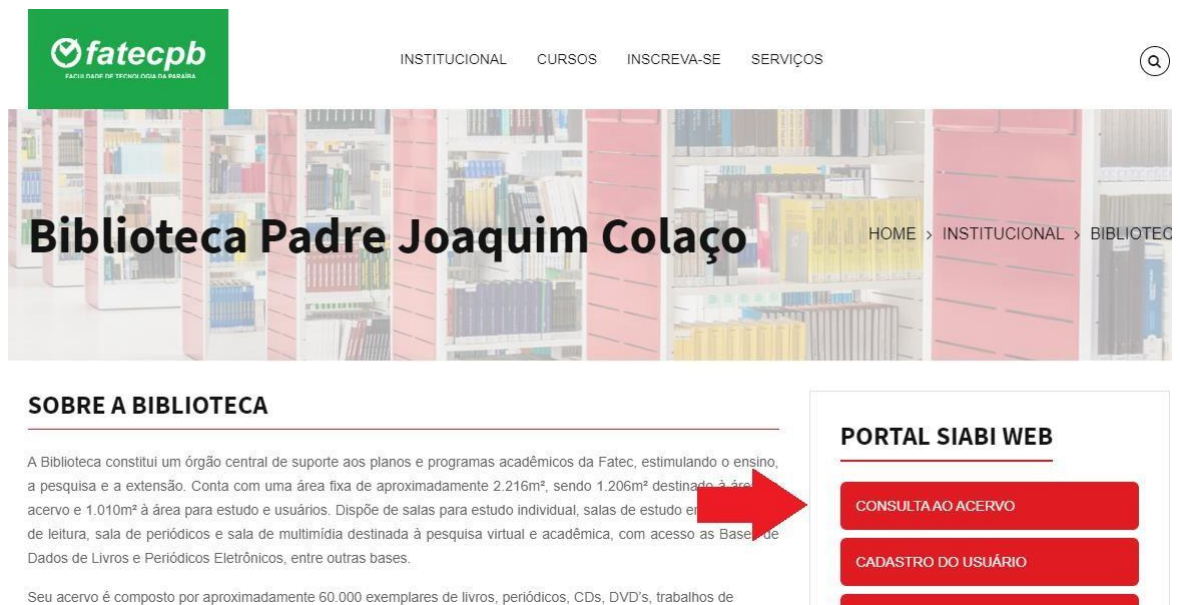 fatecpb
FACULDADE DE TECNOLOGIA DA PARAÍBA
INSTITUCIONAL CURSOS INSCREVA-SE SERVIÇOS
Biblioteca Padre Joaquim Colaço
HOME > INSTITUCIONAL > BIBLIOTEC
SOBRE A BIBLIOTECA
A Biblioteca constitui um órgão central de suporte aos planos e programas acadêmicos da Fatec, estimulando o ensino,
a pesquisa e a extensão. Conta com uma área fixa de aproximadamente 2.216m², sendo 1.206m² destinado à
acervo e 1.010m² à área para estudo e usuários. Dispõe de salas para estudo individual, salas de estudo
de leitura, sala de periódicos e sala de multimídia destinada à pesquisa virtual e acadêmica, com acesso as Bases de
Dados de Livros e Periódicos Eletrônicos, entre outras bases.
Seu acervo é composto por aproximadamente 60.000 exemplares de livros, periódicos, CDs, DVD's, trabalhos de
PORTAL SIABI WEB
CONSULTA AO ACERVO
CADASTRO DO USUÁRIO